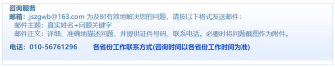 咨询服务
邮箱: jszgwb@163.com 为及时有效地解决您的问题，请按以下格式发送邮件：
邮件主题：真实姓名+问题关键字
邮件正文：详细、准确地描述问题，并提供证件号码、联系电话。必要时将问题截图作为附件。
电话：010-56761296 各省份工作联系方式(咨询时间以各省份工作时间为准)